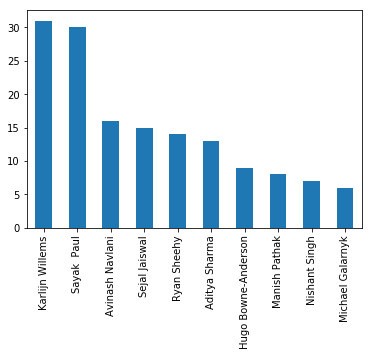 30
25
20
15
10
5
0
Karlijn Willems
Sayak  Paul
Avinash Navlani
Sejal Jaiswal
Ryan Sheehy
Aditya Sharma
Hugo Bowne-Anderson
Manish Pathak
Nishant Singh
Michael Galarnyk